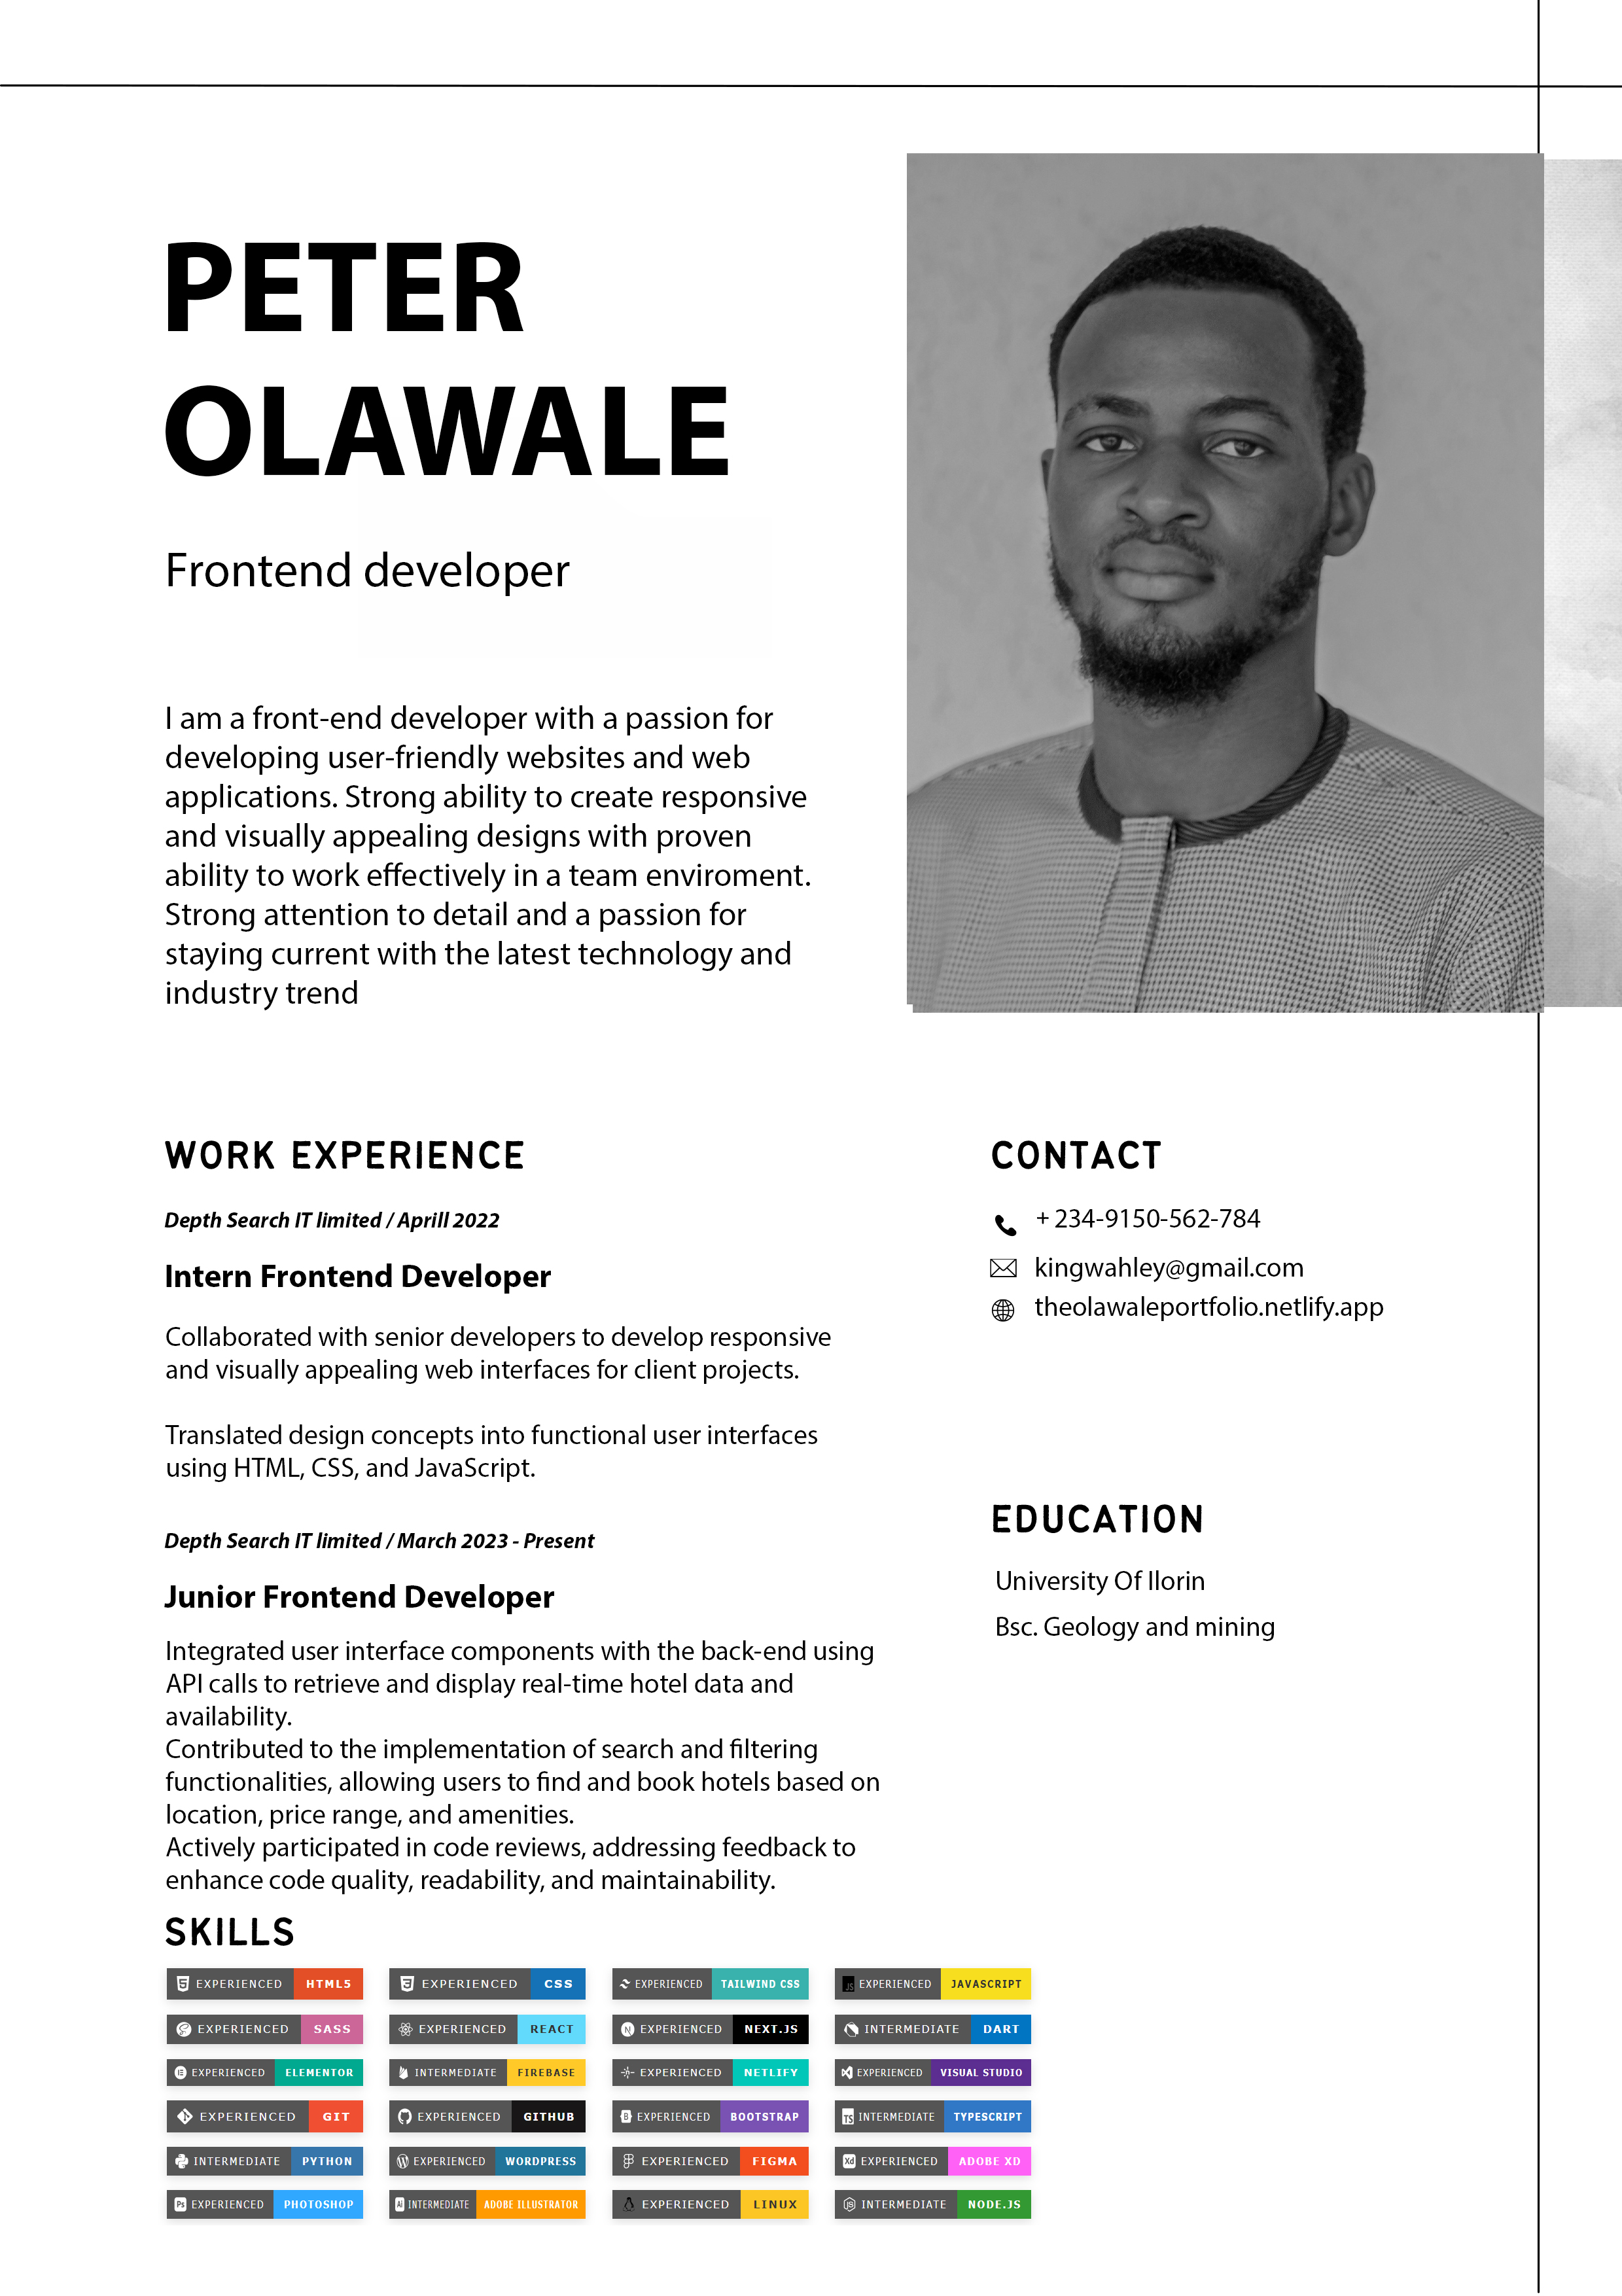 PETER
OLAWALE
Frontend developer
I am a front-end developer with a passion for
developing user-friendly websites and web
applications. Strong ability to create responsive
and visually appealing designs with proven
ability to work effectively in a team enviroment.
Strong attention to detail and a passion for
staying current with the latest technology and
industry trend
WORK EXPERIENCE
Depth Search IT limited / Aprill 2022
Intern Frontend Developer
Collaborated with senior developers to develop responsive
and visually appealing web interfaces for client projects.
Translated design concepts into functional user interfaces
using HTML, CSS, and JavaScript.
Depth Search IT limited / March 2023 - Present
Junior Frontend Developer
Integrated user interface components with the back-end using
API calls to retrieve and display real-time hotel data and
availability.
Contributed to the implementation of search and filtering
functionalities, allowing users to find and book hotels based on
location, price range, and amenities.
Actively participated in code reviews, addressing feedback to
enhance code quality, readability, and maintainability.
CONTACT
+ 234-9150-562-784
kingwahley@gmail.com
theolawaleportfolio.netlify.app
EDUCATION
University Of Ilorin
Bsc. Geology and mining
SKILLS
EXPERIENCED HTML5 EXPERIENCED CSS EXPERIENCED TAILWIND CSS JS EXPERIENCED JAVASCRIPT
EXPERIENCED SASS EXPERIENCED REACT N EXPERIENCED NEXT.JS INTERMEDIATE DART
EXPERIENCED ELEMENTOR INTERMEDIATE FIREBASE EXPERIENCED NETLIFY EXPERIENCED VISUAL STUDIO
EXPERIENCED GIT EXPERIENCED GITHUB B EXPERIENCED BOOTSTRAP TS INTERMEDIATE TYPESCRIPT
INTERMEDIATE PYTHON EXPERIENCED WORDPRESS EXPERIENCED FIGMA Xd EXPERIENCED ADOBE XD
Ps EXPERIENCED PHOTOSHOP Ai INTERMEDIATE ADOBE ILLUSTRATOR EXPERIENCED LINUX JS INTERMEDIATE NODE.JS